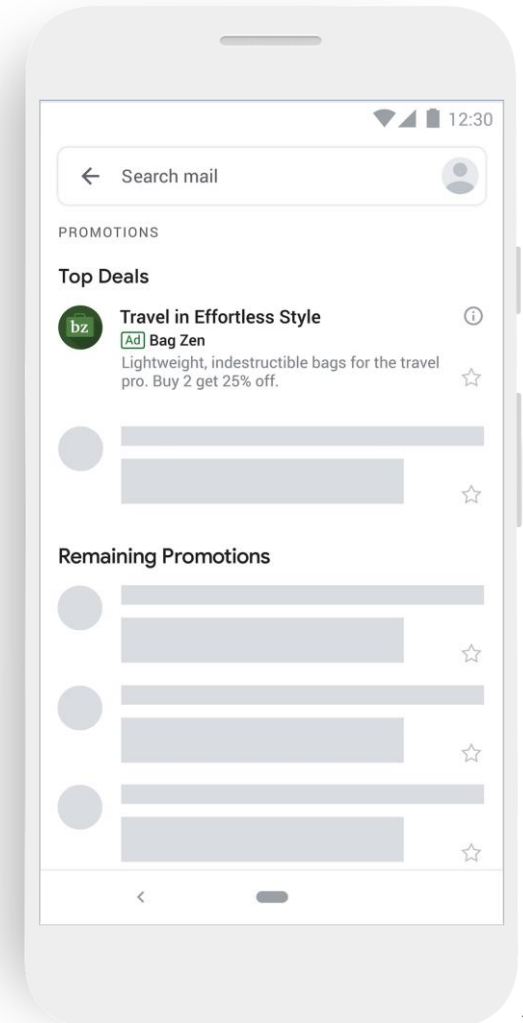 12:30
Search mail
PROMOTIONS
Top Deals
bz
Travel in Effortless Style
Ad Bag Zen
Lightweight, indestructible bags for the travel
pro. Buy 2 get 25% off.
Remaining Promotions